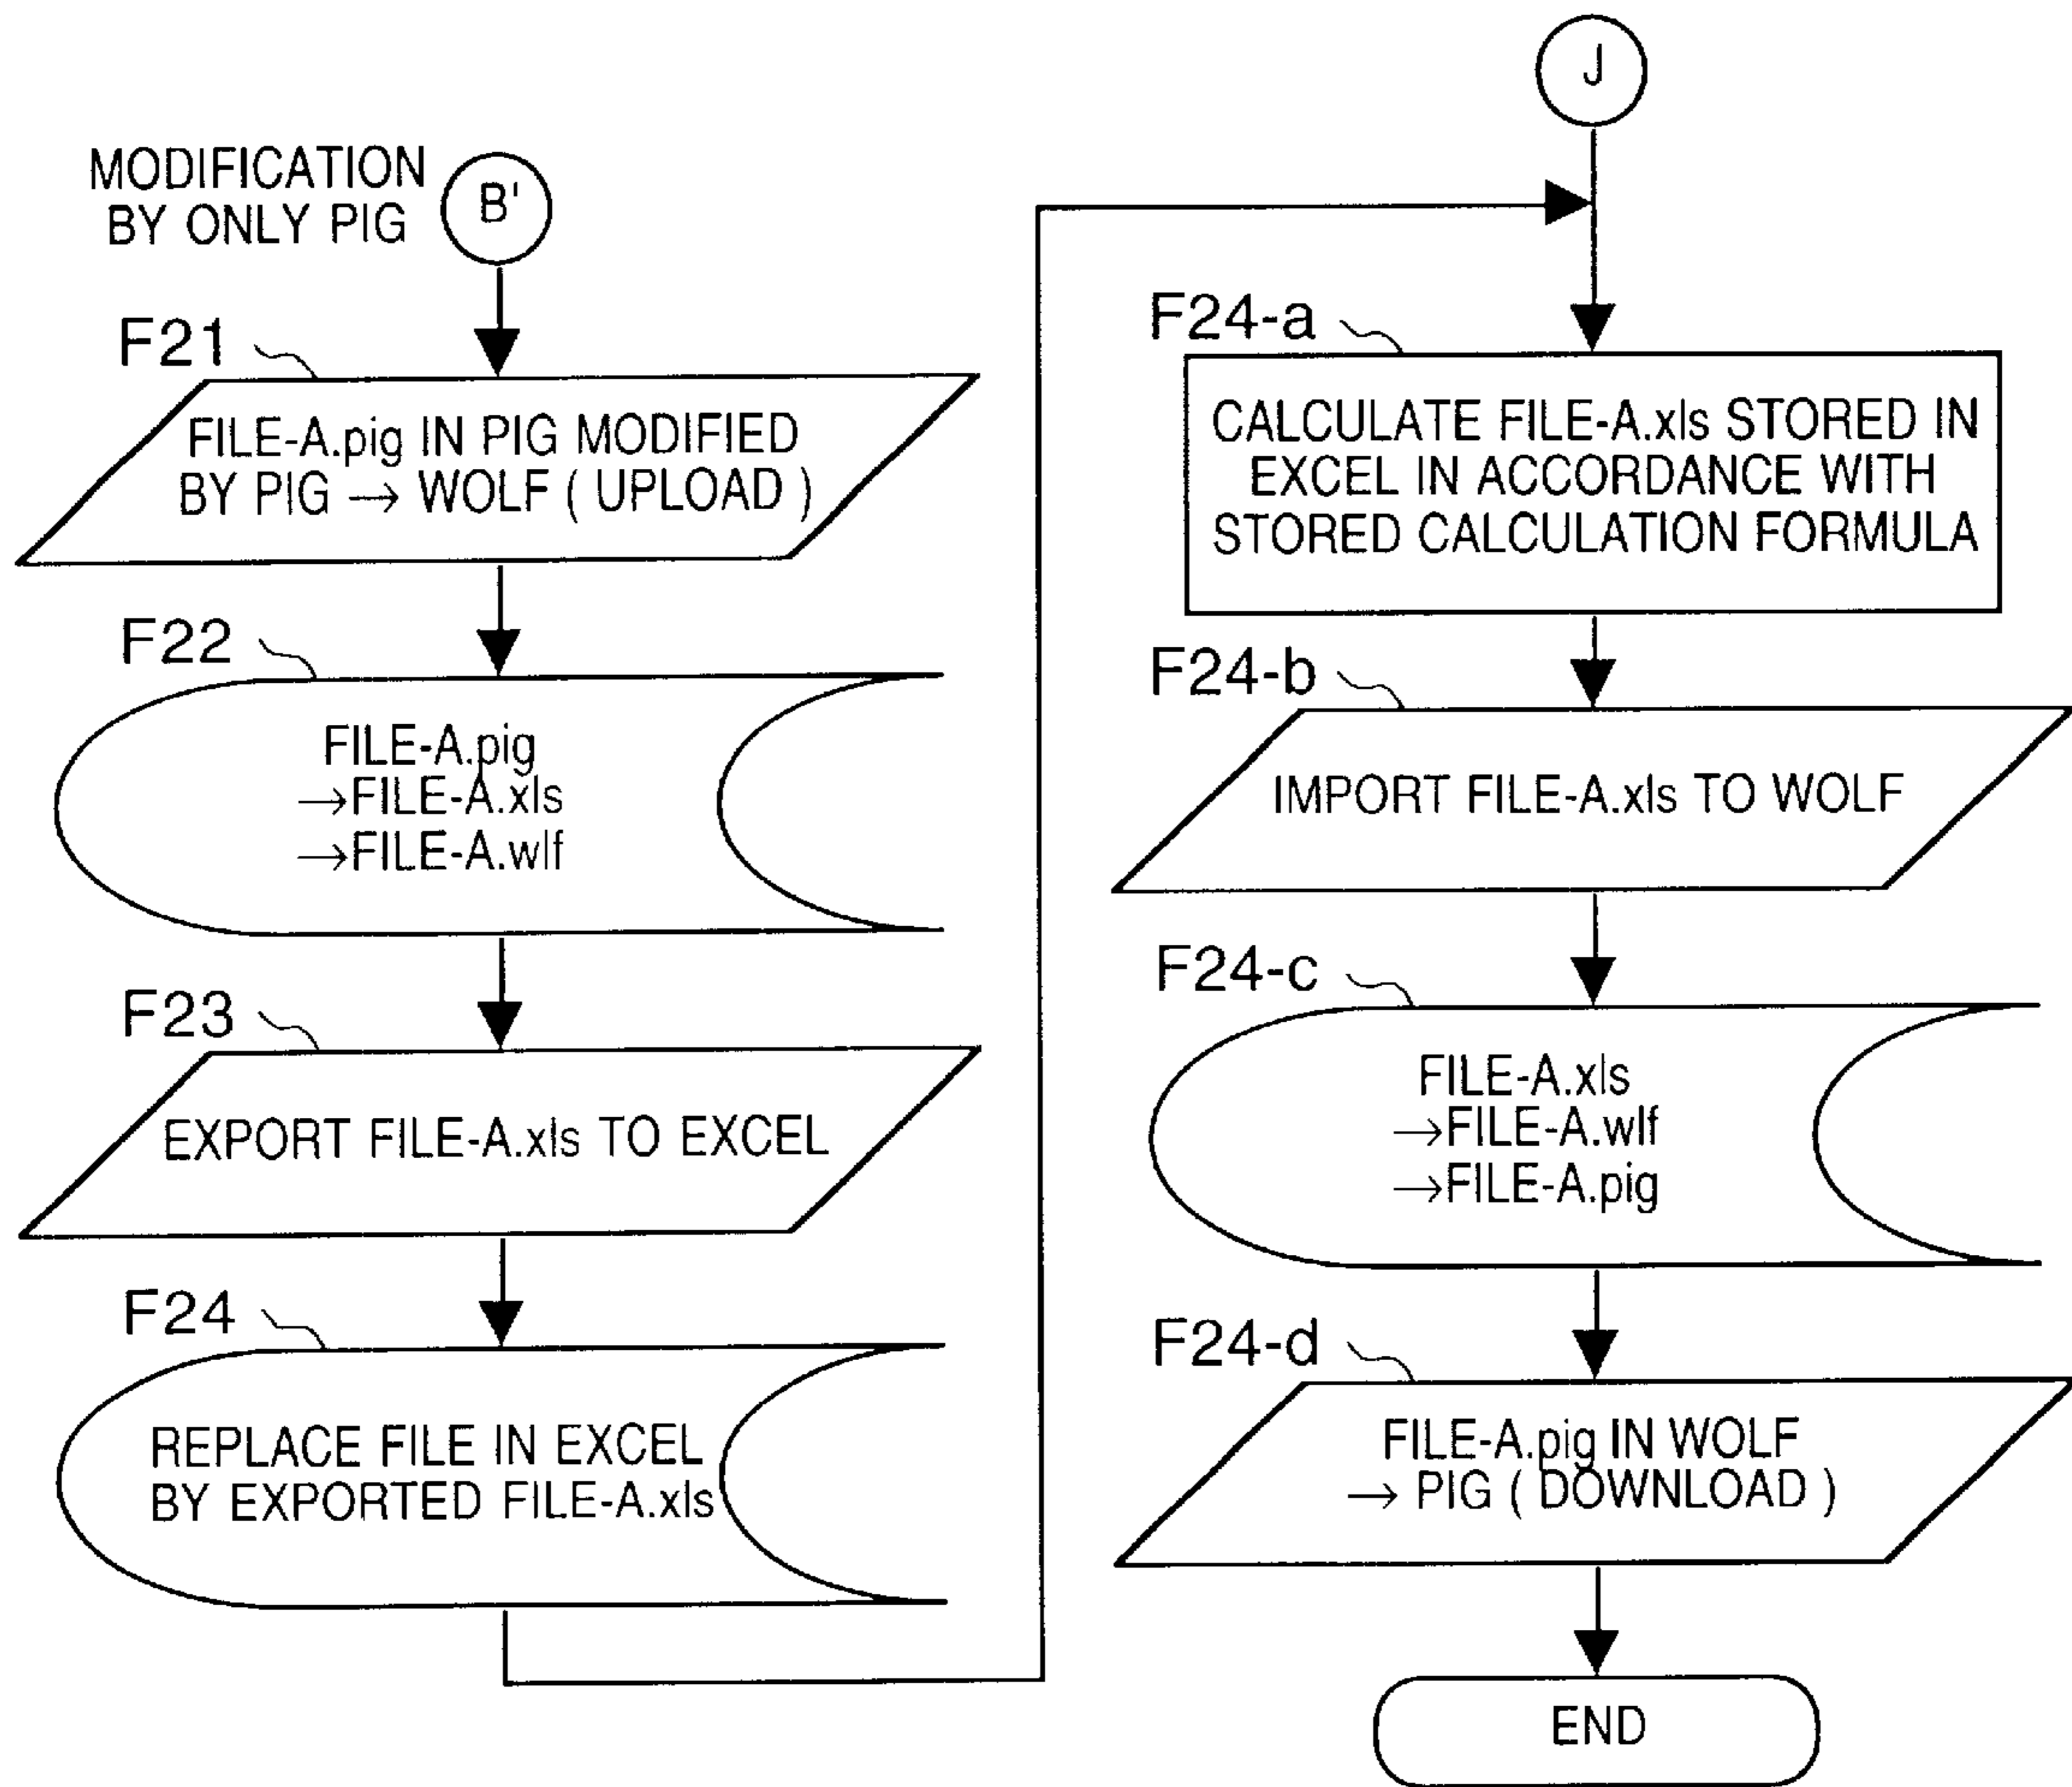 MODIFICATION
BY ONLY PIG
B'
F21
FILE-A.pig IN PIG MODIFIED
BY PIG → WOLF ( UPLOAD )
F22
FILE-A.pig
→FILE-A.xls
→FILE-A.wlf
F23
EXPORT FILE-A.xls TO EXCEL
F24
REPLACE FILE IN EXCEL
BY EXPORTED FILE-A.xls
J
F24-a
CALCULATE FILE-A.xls STORED IN
EXCEL IN ACCORDANCE WITH
STORED CALCULATION FORMULA
F24-b
IMPORT FILE-A.xls TO WOLF
F24-c
FILE-A.xls
→FILE-A.wlf
→FILE-A.pig
F24-d
FILE-A.pig IN WOLF
→ PIG ( DOWNLOAD )
END